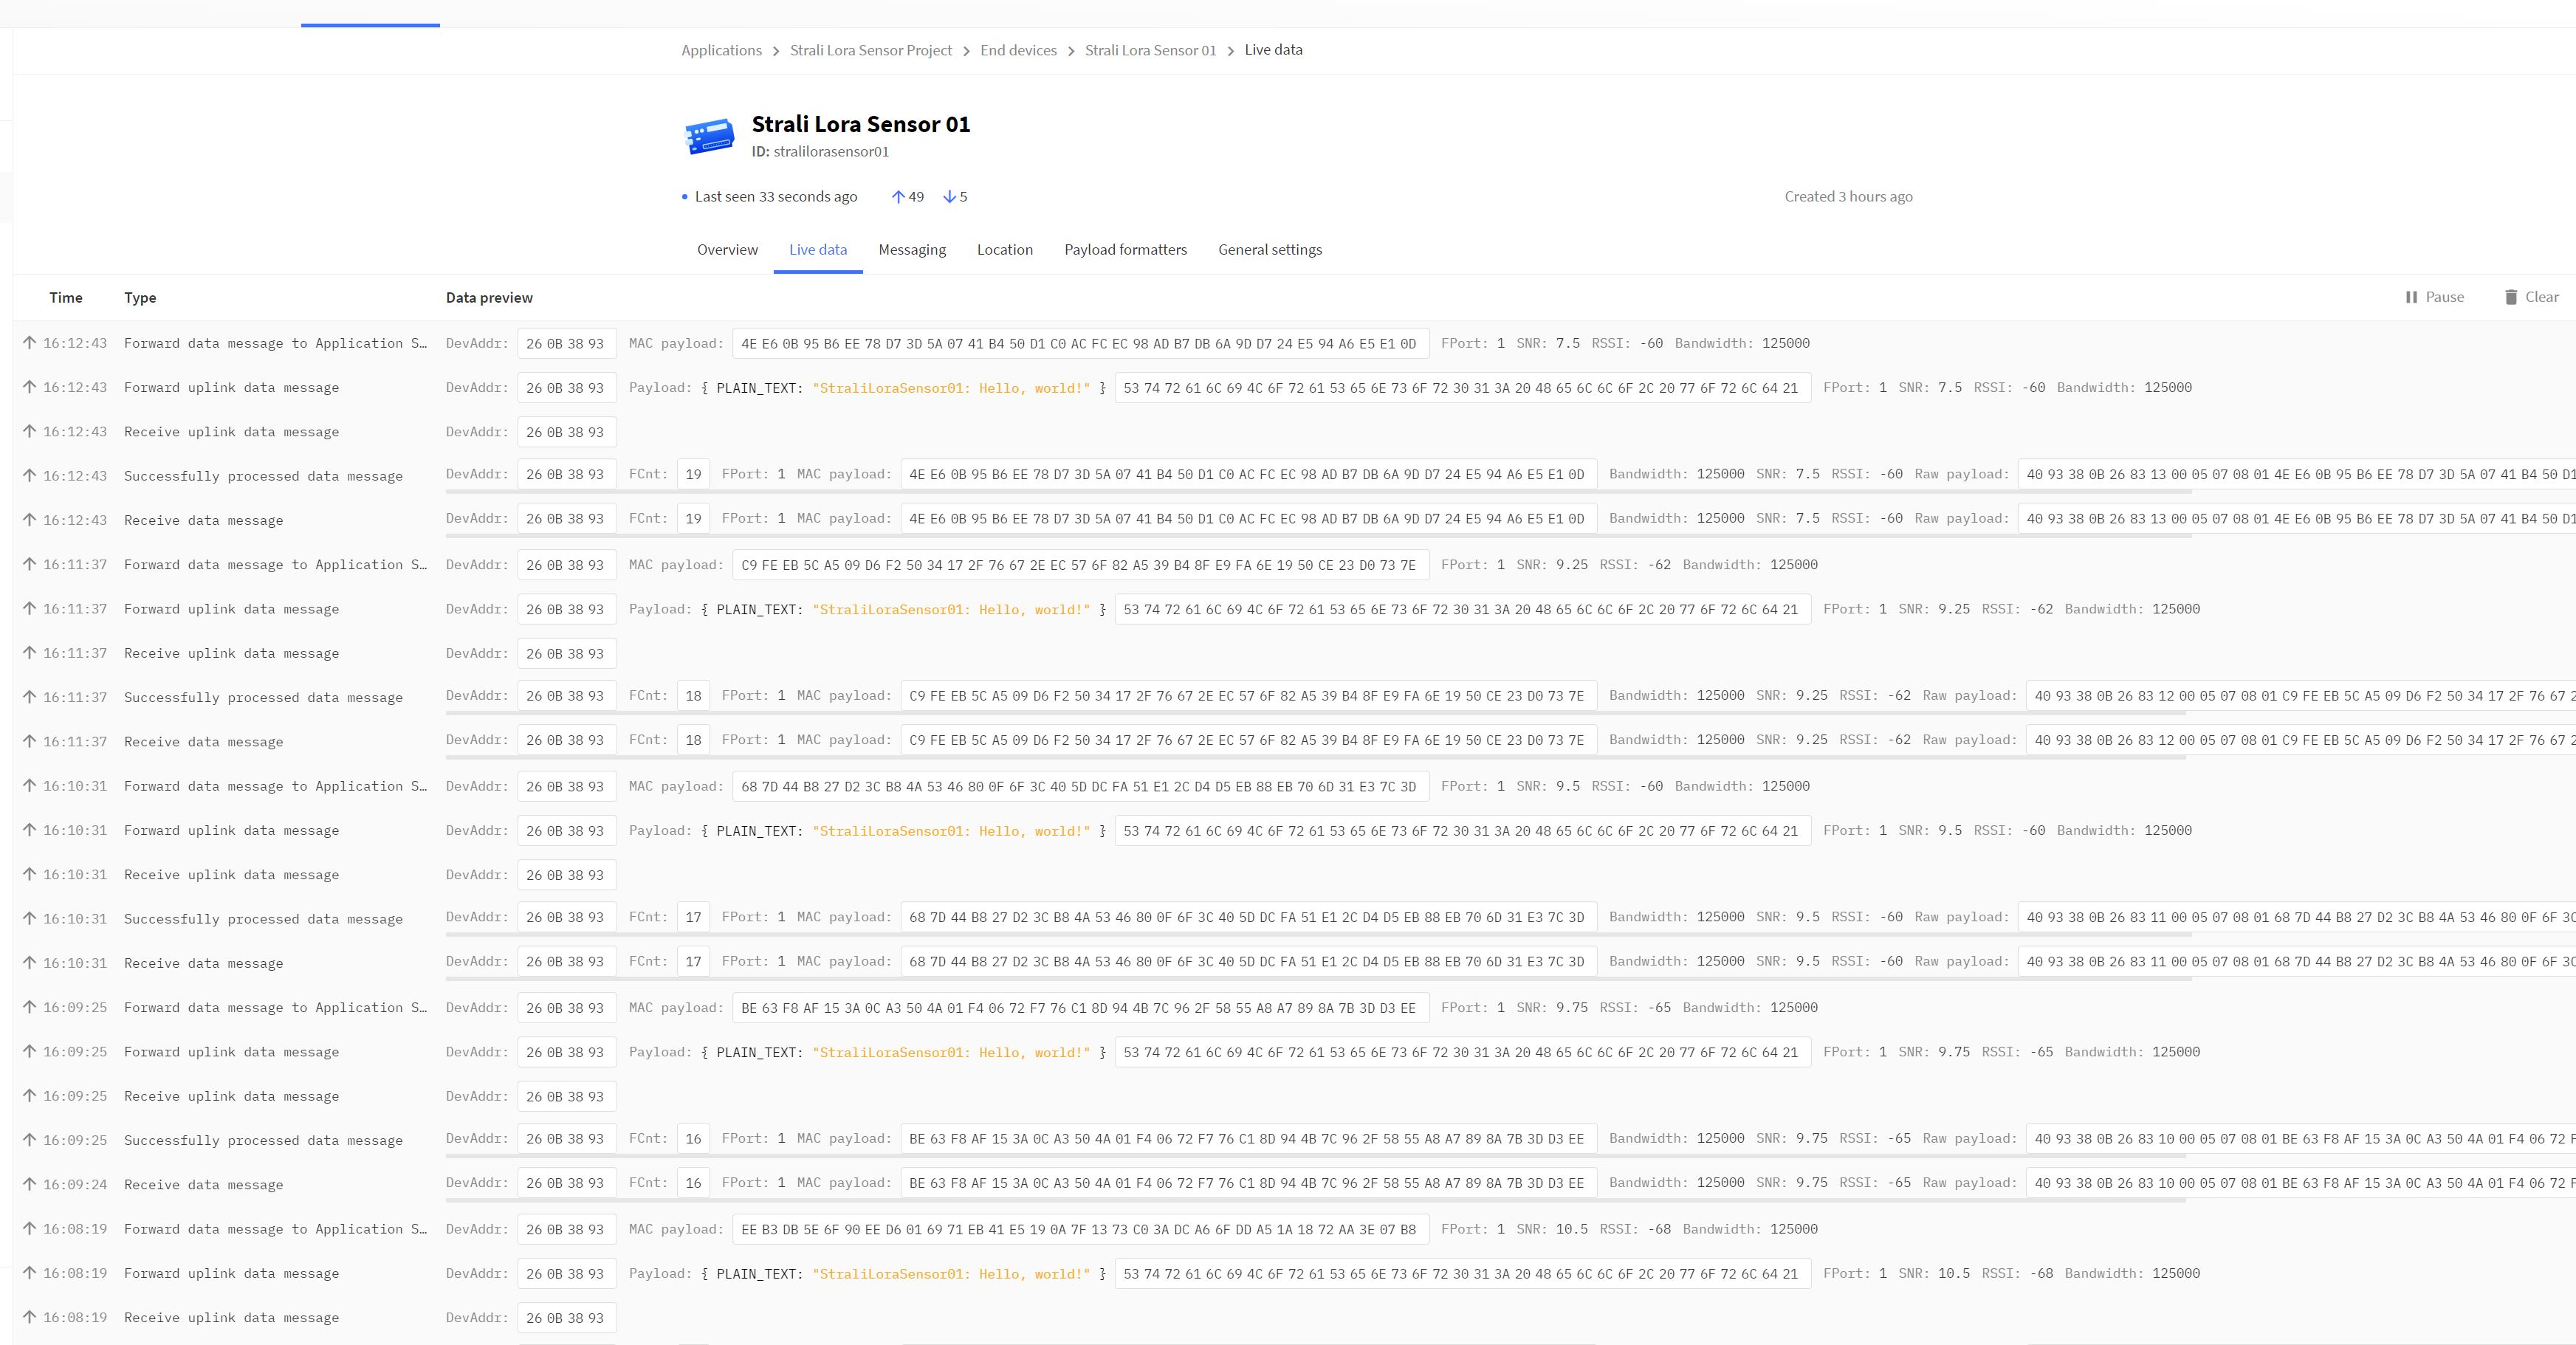 Applications > Strali Lora Sensor Project > End devices > Strali Lora Sensor 01 > Live data
Strali Lora Sensor 01
ID: stralilorasensor01
Last seen 33 seconds ago ↑ 49 ↓ 5 Created 3 hours ago
Overview Live data Messaging Location Payload formatters General settings
Time Type Data preview Pause Clear
↑ 16:12:43 Forward data message to Application S… DevAddr: 26 0B 38 93 MAC payload: 4E E6 0B 95 B6 EE 78 D7 3D 5A 07 41 B4 50 D1 C0 AC FC EC 98 AD B7 DB 6A 9D D7 24 E5 94 A6 E5 E1 0D FPort: 1 SNR: 7.5 RSSI: -60 Bandwidth: 125000
↑ 16:12:43 Forward uplink data message DevAddr: 26 0B 38 93 Payload: { PLAIN_TEXT: "StraliLoraSensor01: Hello, world!" } 53 74 72 61 6C 69 4C 6F 72 61 53 65 6E 73 6F 72 30 31 3A 20 48 65 6C 6C 6F 2C 20 77 6F 72 6C 64 21 FPort: 1 SNR: 7.5 RSSI: -60 Bandwidth: 125000
↑ 16:12:43 Receive uplink data message DevAddr: 26 0B 38 93
↑ 16:12:43 Successfully processed data message DevAddr: 26 0B 38 93 FCnt: 19 FPort: 1 MAC payload: 4E E6 0B 95 B6 EE 78 D7 3D 5A 07 41 B4 50 D1 C0 AC FC EC 98 AD B7 DB 6A 9D D7 24 E5 94 A6 E5 E1 0D Bandwidth: 125000 SNR: 7.5 RSSI: -60 Raw payload: 40 93 38 0B 26 83 13 00 05 07 08 01 4E E6 0B 95 B6 EE 78 D7 3D 5A 07 41 B4 50 D1
↑ 16:12:43 Receive data message DevAddr: 26 0B 38 93 FCnt: 19 FPort: 1 MAC payload: 4E E6 0B 95 B6 EE 78 D7 3D 5A 07 41 B4 50 D1 C0 AC FC EC 98 AD B7 DB 6A 9D D7 24 E5 94 A6 E5 E1 0D Bandwidth: 125000 SNR: 7.5 RSSI: -60 Raw payload: 40 93 38 0B 26 83 13 00 05 07 08 01 4E E6 0B 95 B6 EE 78 D7 3D 5A 07 41 B4 50 D1
↑ 16:11:37 Forward data message to Application S… DevAddr: 26 0B 38 93 MAC payload: C9 FE EB 5C A5 09 D6 F2 50 34 17 2F 76 67 2E EC 57 6F 82 A5 39 B4 8F E9 FA 6E 19 50 CE 23 D0 73 7E FPort: 1 SNR: 9.25 RSSI: -62 Bandwidth: 125000
↑ 16:11:37 Forward uplink data message DevAddr: 26 0B 38 93 Payload: { PLAIN_TEXT: "StraliLoraSensor01: Hello, world!" } 53 74 72 61 6C 69 4C 6F 72 61 53 65 6E 73 6F 72 30 31 3A 20 48 65 6C 6C 6F 2C 20 77 6F 72 6C 64 21 FPort: 1 SNR: 9.25 RSSI: -62 Bandwidth: 125000
↑ 16:11:37 Receive uplink data message DevAddr: 26 0B 38 93
↑ 16:11:37 Successfully processed data message DevAddr: 26 0B 38 93 FCnt: 18 FPort: 1 MAC payload: C9 FE EB 5C A5 09 D6 F2 50 34 17 2F 76 67 2E EC 57 6F 82 A5 39 B4 8F E9 FA 6E 19 50 CE 23 D0 73 7E Bandwidth: 125000 SNR: 9.25 RSSI: -62 Raw payload: 40 93 38 0B 26 83 12 00 05 07 08 01 C9 FE EB 5C A5 09 D6 F2 50 34 17 2F 76 67
↑ 16:11:37 Receive data message DevAddr: 26 0B 38 93 FCnt: 18 FPort: 1 MAC payload: C9 FE EB 5C A5 09 D6 F2 50 34 17 2F 76 67 2E EC 57 6F 82 A5 39 B4 8F E9 FA 6E 19 50 CE 23 D0 73 7E Bandwidth: 125000 SNR: 9.25 RSSI: -62 Raw payload: 40 93 38 0B 26 83 12 00 05 07 08 01 C9 FE EB 5C A5 09 D6 F2 50 34 17 2F 76 67
↑ 16:10:31 Forward data message to Application S… DevAddr: 26 0B 38 93 MAC payload: 68 7D 44 B8 27 D2 3C B8 4A 53 46 80 0F 6F 3C 40 5D DC FA 51 E1 2C D4 D5 EB 88 EB 70 6D 31 E3 7C 3D FPort: 1 SNR: 9.5 RSSI: -60 Bandwidth: 125000
↑ 16:10:31 Forward uplink data message DevAddr: 26 0B 38 93 Payload: { PLAIN_TEXT: "StraliLoraSensor01: Hello, world!" } 53 74 72 61 6C 69 4C 6F 72 61 53 65 6E 73 6F 72 30 31 3A 20 48 65 6C 6C 6F 2C 20 77 6F 72 6C 64 21 FPort: 1 SNR: 9.5 RSSI: -60 Bandwidth: 125000
↑ 16:10:31 Receive uplink data message DevAddr: 26 0B 38 93
↑ 16:10:31 Successfully processed data message DevAddr: 26 0B 38 93 FCnt: 17 FPort: 1 MAC payload: 68 7D 44 B8 27 D2 3C B8 4A 53 46 80 0F 6F 3C 40 5D DC FA 51 E1 2C D4 D5 EB 88 EB 70 6D 31 E3 7C 3D Bandwidth: 125000 SNR: 9.5 RSSI: -60 Raw payload: 40 93 38 0B 26 83 11 00 05 07 08 01 68 7D 44 B8 27 D2 3C B8 4A 53 46 80 0F 6F 3C
↑ 16:10:31 Receive data message DevAddr: 26 0B 38 93 FCnt: 17 FPort: 1 MAC payload: 68 7D 44 B8 27 D2 3C B8 4A 53 46 80 0F 6F 3C 40 5D DC FA 51 E1 2C D4 D5 EB 88 EB 70 6D 31 E3 7C 3D Bandwidth: 125000 SNR: 9.5 RSSI: -60 Raw payload: 40 93 38 0B 26 83 11 00 05 07 08 01 68 7D 44 B8 27 D2 3C B8 4A 53 46 80 0F 6F 3C
↑ 16:09:25 Forward data message to Application S… DevAddr: 26 0B 38 93 MAC payload: BE 63 F8 AF 15 3A 0C A3 50 4A 01 F4 06 72 F7 76 C1 8D 94 4B 7C 96 2F 58 55 A8 A7 89 8A 7B 3D D3 EE FPort: 1 SNR: 9.75 RSSI: -65 Bandwidth: 125000
↑ 16:09:25 Forward uplink data message DevAddr: 26 0B 38 93 Payload: { PLAIN_TEXT: "StraliLoraSensor01: Hello, world!" } 53 74 72 61 6C 69 4C 6F 72 61 53 65 6E 73 6F 72 30 31 3A 20 48 65 6C 6C 6F 2C 20 77 6F 72 6C 64 21 FPort: 1 SNR: 9.75 RSSI: -65 Bandwidth: 125000
↑ 16:09:25 Receive uplink data message DevAddr: 26 0B 38 93
↑ 16:09:25 Successfully processed data message DevAddr: 26 0B 38 93 FCnt: 16 FPort: 1 MAC payload: BE 63 F8 AF 15 3A 0C A3 50 4A 01 F4 06 72 F7 76 C1 8D 94 4B 7C 96 2F 58 55 A8 A7 89 8A 7B 3D D3 EE Bandwidth: 125000 SNR: 9.75 RSSI: -65 Raw payload: 40 93 38 0B 26 83 10 00 05 07 08 01 BE 63 F8 AF 15 3A 0C A3 50 4A 01 F4 06 72
↑ 16:09:24 Receive data message DevAddr: 26 0B 38 93 FCnt: 16 FPort: 1 MAC payload: BE 63 F8 AF 15 3A 0C A3 50 4A 01 F4 06 72 F7 76 C1 8D 94 4B 7C 96 2F 58 55 A8 A7 89 8A 7B 3D D3 EE Bandwidth: 125000 SNR: 9.75 RSSI: -65 Raw payload: 40 93 38 0B 26 83 10 00 05 07 08 01 BE 63 F8 AF 15 3A 0C A3 50 4A 01 F4 06 72
↑ 16:08:19 Forward data message to Application S… DevAddr: 26 0B 38 93 MAC payload: EE B3 DB 5E 6F 90 EE D6 01 69 71 EB 41 E5 19 0A 7F 13 73 C0 3A DC A6 6F DD A5 1A 18 72 AA 3E 07 B8 FPort: 1 SNR: 10.5 RSSI: -68 Bandwidth: 125000
↑ 16:08:19 Forward uplink data message DevAddr: 26 0B 38 93 Payload: { PLAIN_TEXT: "StraliLoraSensor01: Hello, world!" } 53 74 72 61 6C 69 4C 6F 72 61 53 65 6E 73 6F 72 30 31 3A 20 48 65 6C 6C 6F 2C 20 77 6F 72 6C 64 21 FPort: 1 SNR: 10.5 RSSI: -68 Bandwidth: 125000
↑ 16:08:19 Receive uplink data message DevAddr: 26 0B 38 93